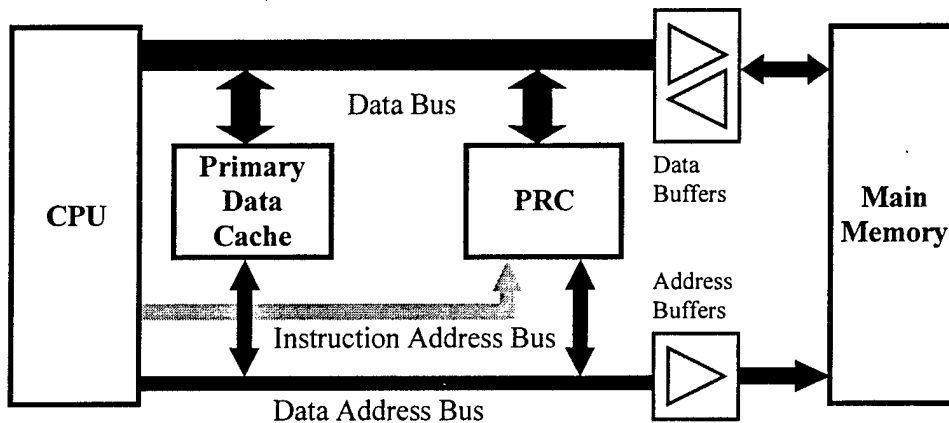 CPU
Data Bus
Primary
Data
Cache
PRC
Data
Buffers
Main
Memory
Address
Buffers
Instruction Address Bus
Data Address Bus